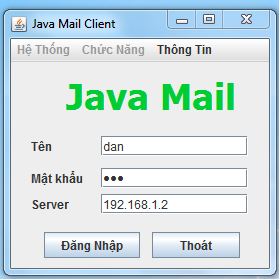 Java Mail Client
Hệ Thống Chức Năng Thông Tin
Java Mail
Tên dan
Mật khẩu •••
Server 192.168.1.2
Đăng Nhập Thoát